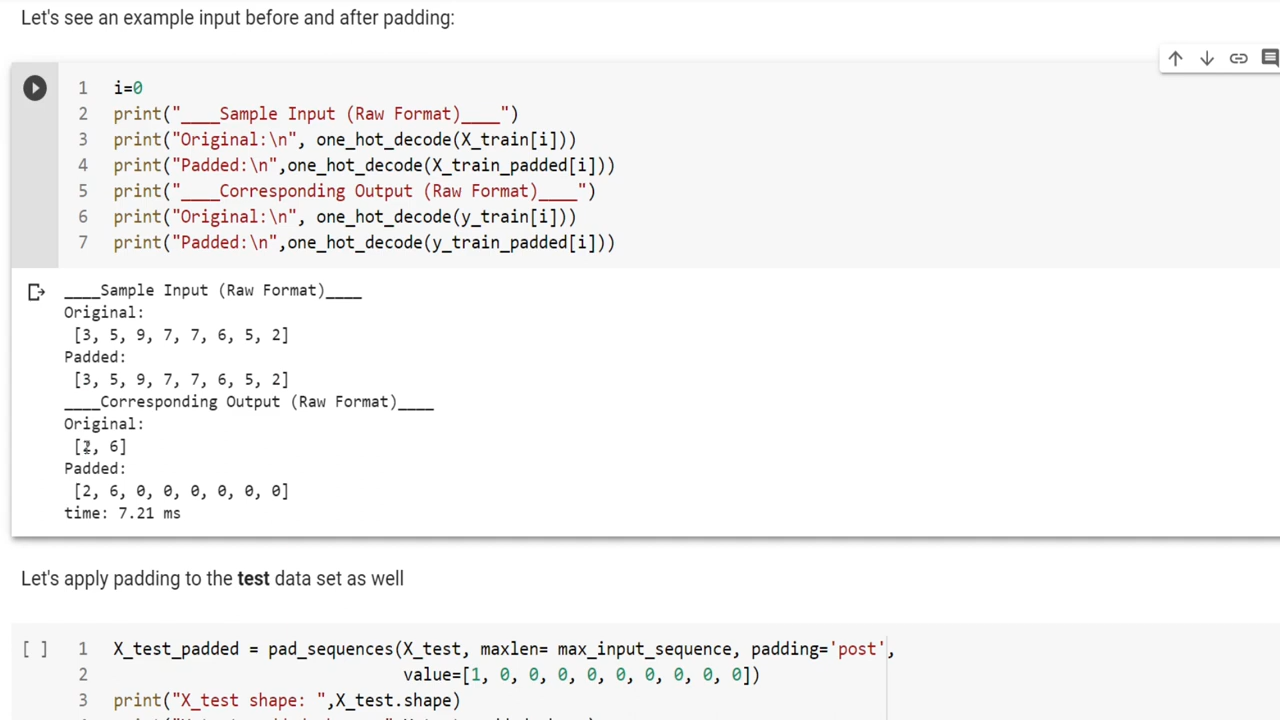 Let's see an example input before and after padding:
1 i=0
2 print("____Sample Input (Raw Format)____")
3 print("Original:\n", one_hot_decode(X_train[i]))
4 print("Padded:\n",one_hot_decode(X_train_padded[i]))
5 print("____Corresponding Output (Raw Format)____")
6 print("Original:\n", one_hot_decode(y_train[i]))
7 print("Padded:\n",one_hot_decode(y_train_padded[i]))
____Sample Input (Raw Format)____
Original:
[3, 5, 9, 7, 7, 6, 5, 2]
Padded:
[3, 5, 9, 7, 7, 6, 5, 2]
____Corresponding Output (Raw Format)____
Original:
[2, 6]
Padded:
[2, 6, 0, 0, 0, 0, 0, 0]
time: 7.21 ms
Let's apply padding to the test data set as well
[ ] 1 X_test_padded = pad_sequences(X_test, maxlen= max_input_sequence, padding='post',
2 value=[1, 0, 0, 0, 0, 0, 0, 0, 0, 0])
3 print("X_test shape: ",X_test.shape)